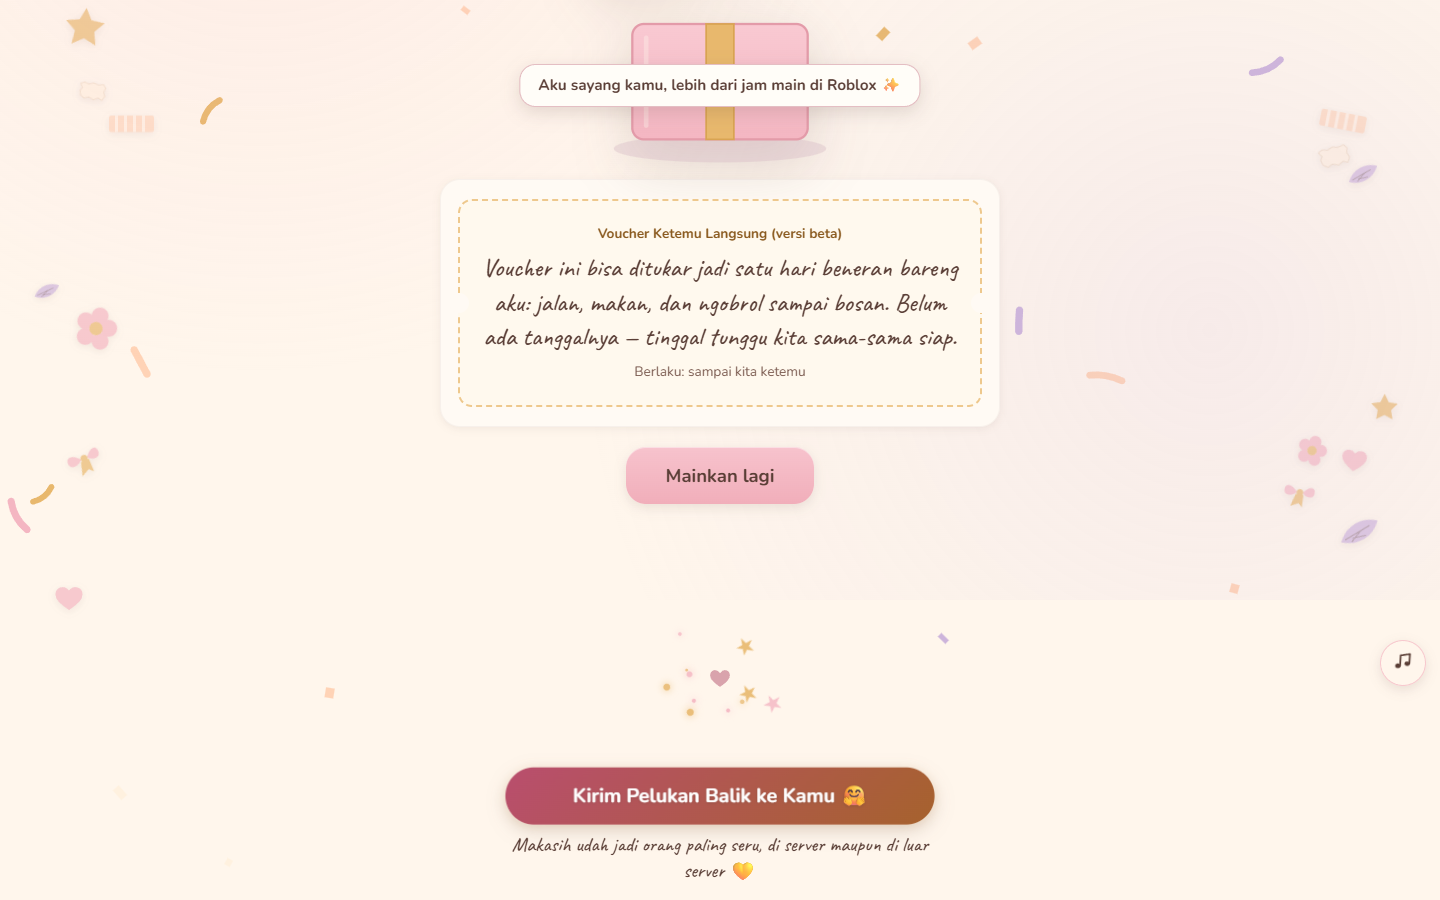 Aku sayang kamu, lebih dari jam main di Roblox ✨
Voucher Ketemu Langsung (versi beta)
Voucher ini bisa ditukar jadi satu hari beneran bareng
aku: jalan, makan, dan ngobrol sampai bosan. Belum
ada tanggalnya — tinggal tunggu kita sama-sama siap.
Berlaku: sampai kita ketemu
Mainkan lagi
Kirim Pelukan Balik ke Kamu 🤗
Makasih udah jadi orang paling seru, di server maupun di luar
server 💛